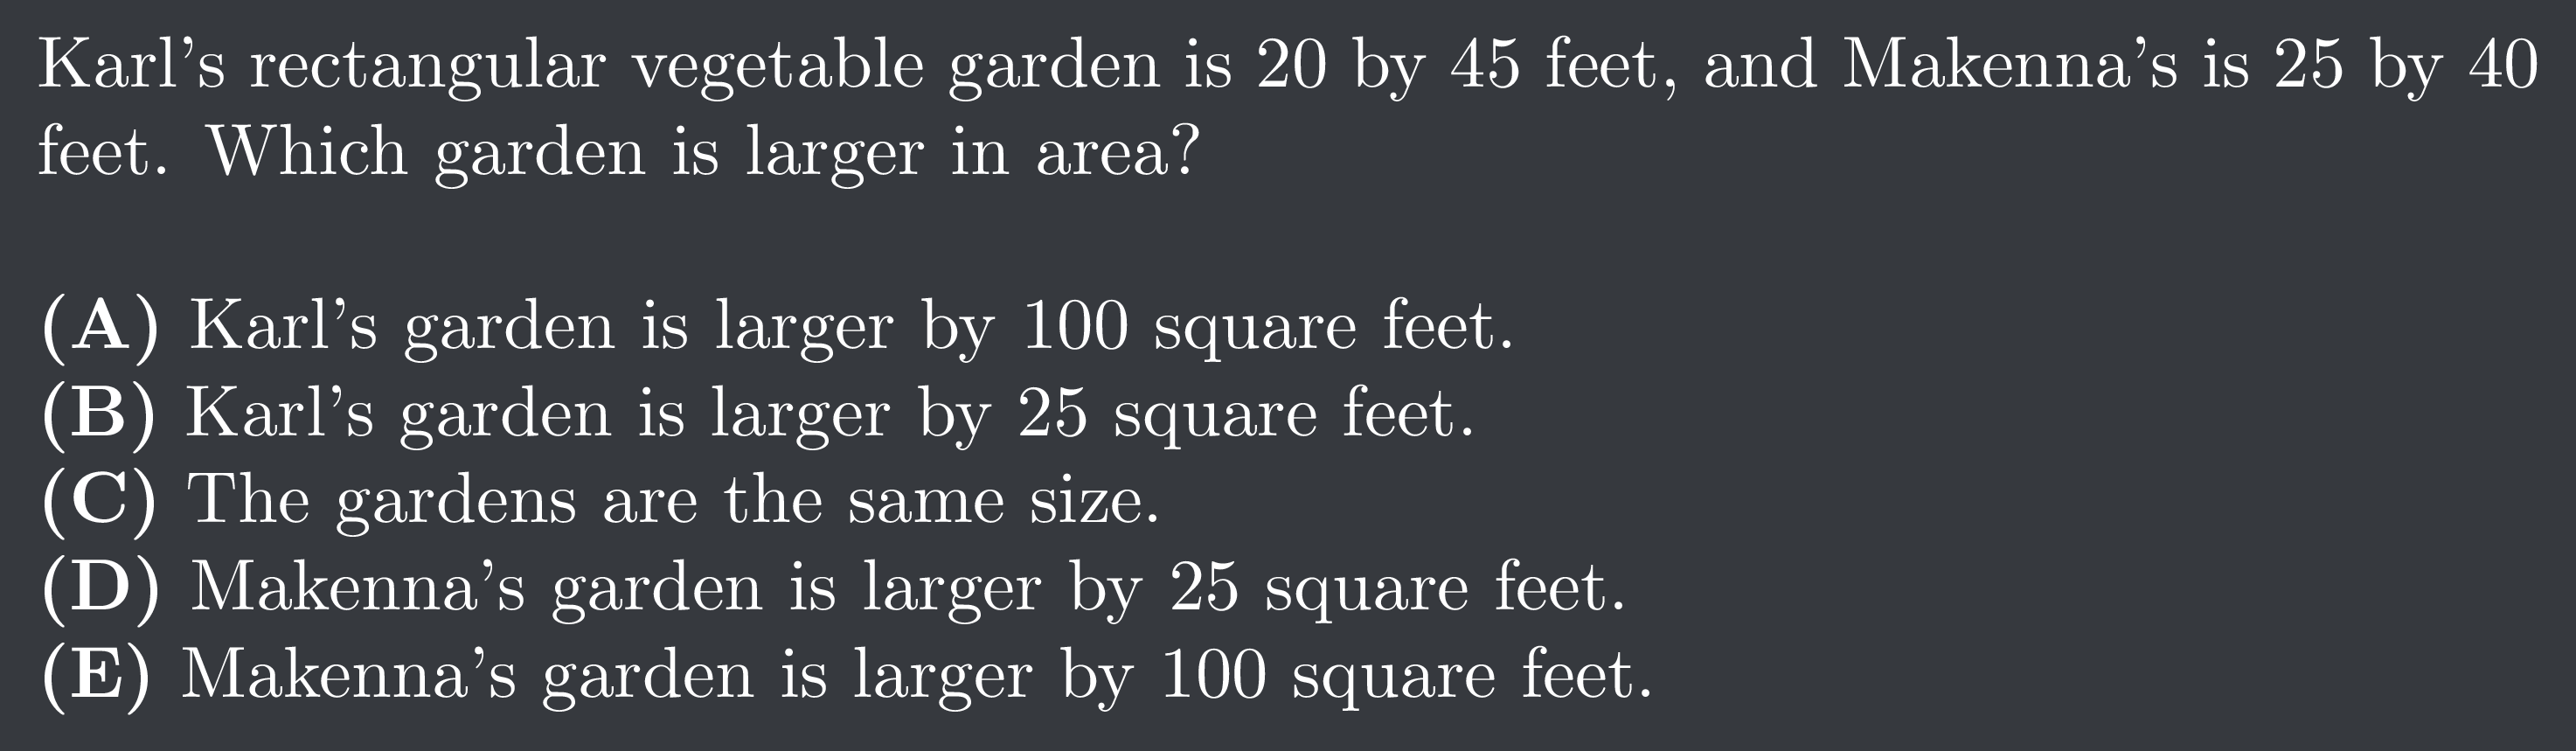 Karl's rectangular vegetable garden is 20 by 45 feet, and Makenna's is 25 by 40
feet. Which garden is larger in area?
(A) Karl's garden is larger by 100 square feet.
(B) Karl's garden is larger by 25 square feet.
(C) The gardens are the same size.
(D) Makenna's garden is larger by 25 square feet.
(E) Makenna's garden is larger by 100 square feet.